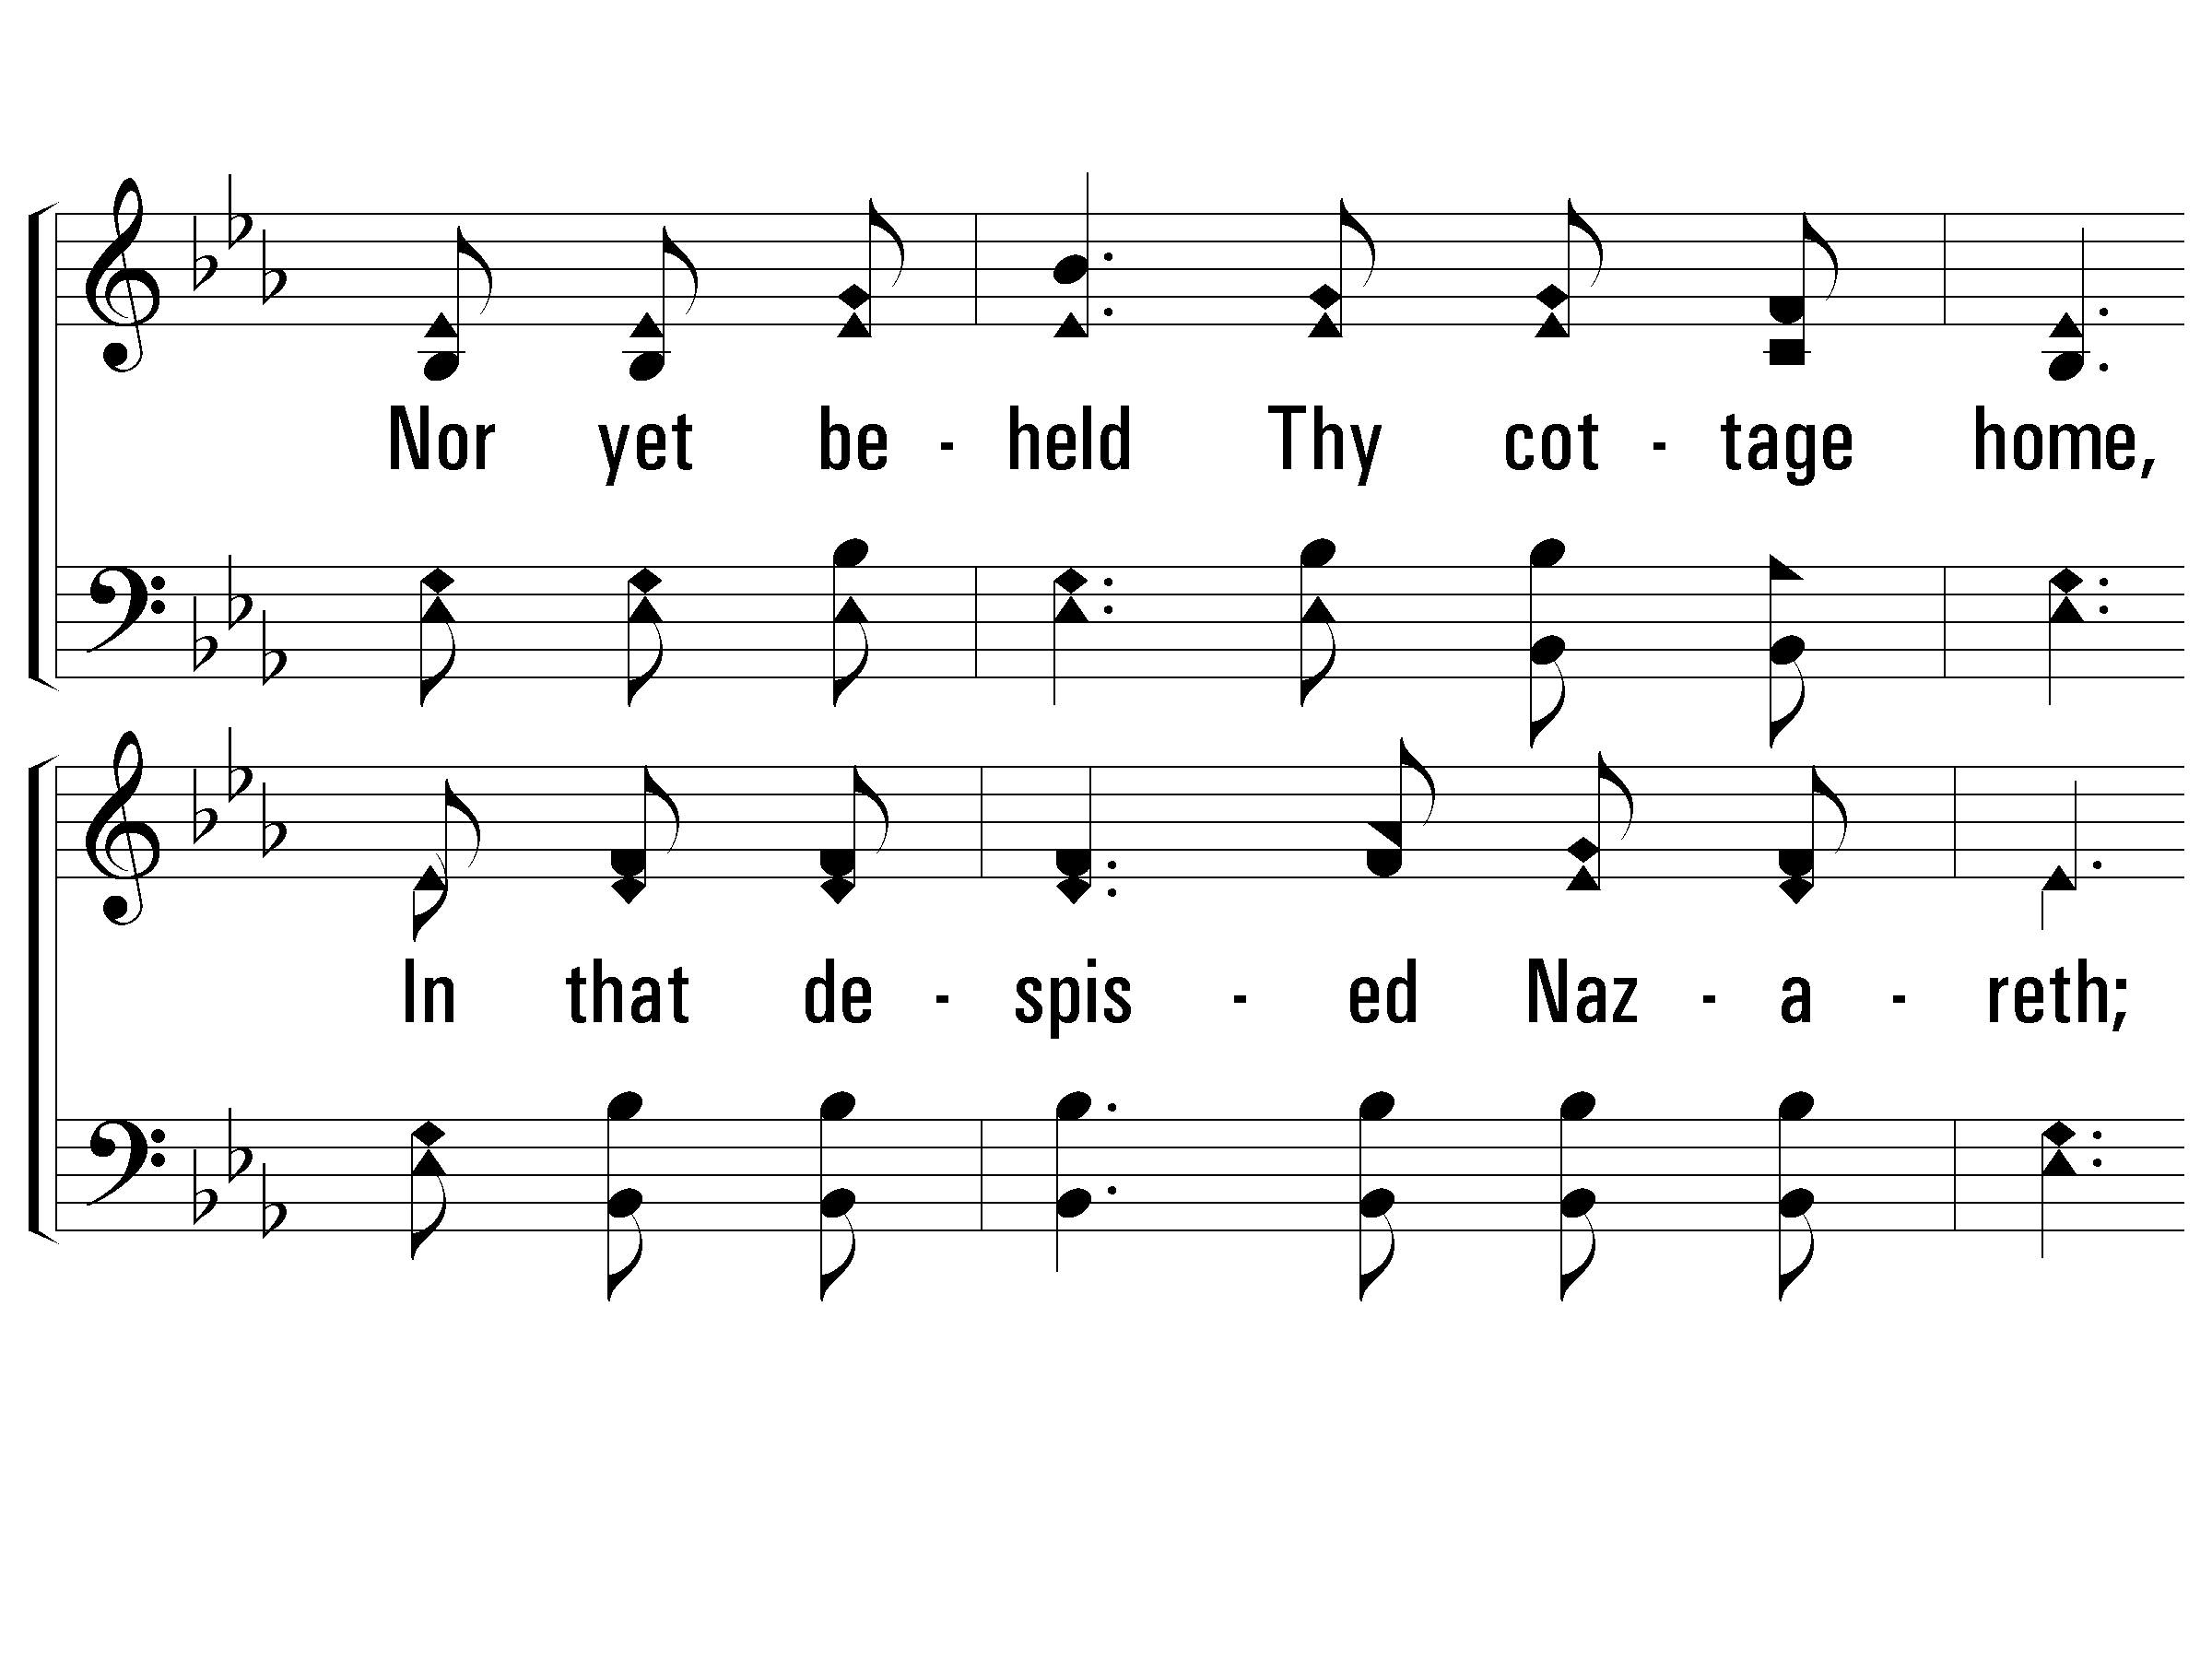 Nor yet be - held Thy cot - tage home,
In that de - spis - ed Naz - a - reth;